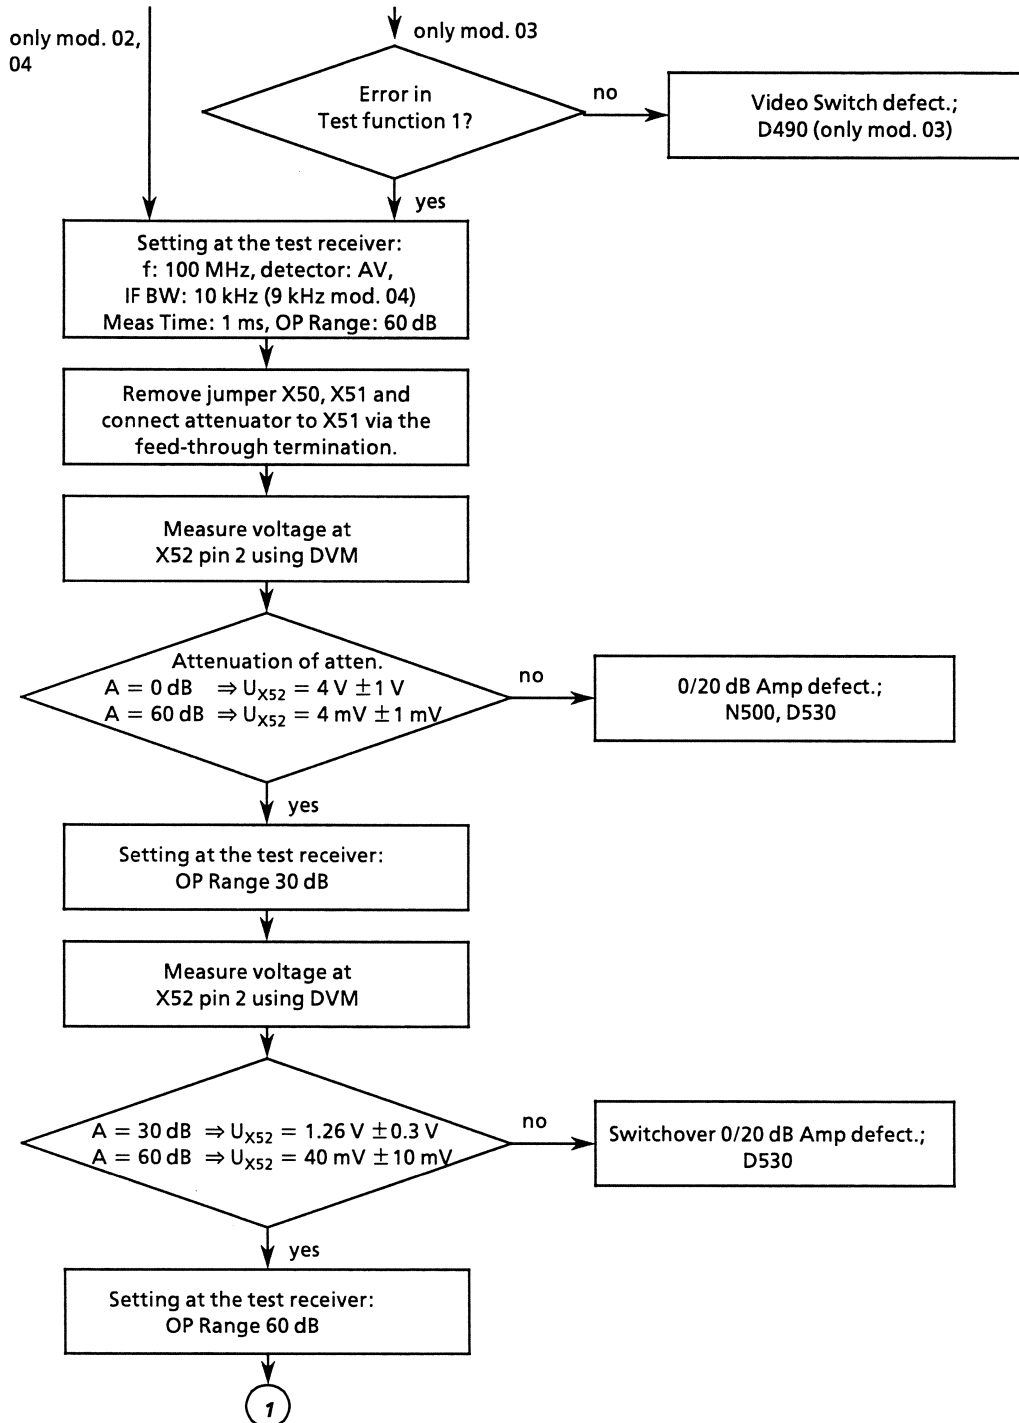 only mod. 02,
04
only mod. 03
Error in
Test function 1?
no
Video Switch defect.;
D490 (only mod. 03)
yes
Setting at the test receiver:
f: 100 MHz, detector: AV,
IF BW: 10 kHz (9 kHz mod. 04)
Meas Time: 1 ms, OP Range: 60 dB
Remove jumper X50, X51 and
connect attenuator to X51 via the
feed-through termination.
Measure voltage at
X52 pin 2 using DVM
Attenuation of atten.
A = 0 dB ⇒ UX52 = 4 V ±1 V
A = 60 dB ⇒ UX52 = 4 mV ±1 mV
no
0/20 dB Amp defect.;
N500, D530
yes
Setting at the test receiver:
OP Range 30 dB
Measure voltage at
X52 pin 2 using DVM
A = 30 dB ⇒ UX52 = 1.26 V ±0.3 V
A = 60 dB ⇒ UX52 = 40 mV ±10 mV
no
Switchover 0/20 dB Amp defect.;
D530
yes
Setting at the test receiver:
OP Range 60 dB
1